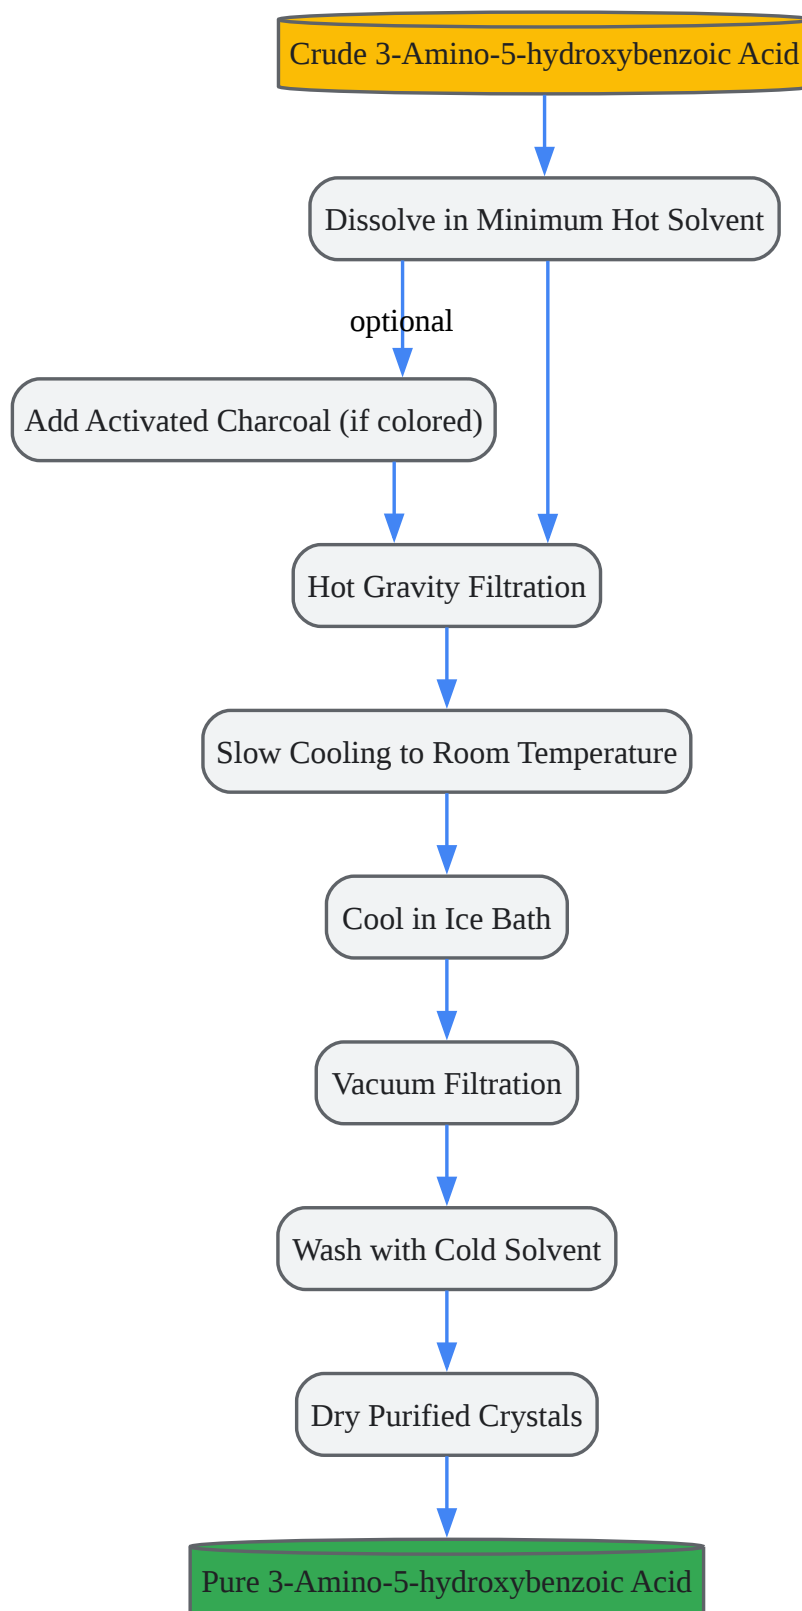 Crude 3-Amino-5-hydroxybenzoic Acid
Dissolve in Minimum Hot Solvent
optional
Add Activated Charcoal (if colored)
Hot Gravity Filtration
Slow Cooling to Room Temperature
Cool in Ice Bath
Vacuum Filtration
Wash with Cold Solvent
Dry Purified Crystals
Pure 3-Amino-5-hydroxybenzoic Acid